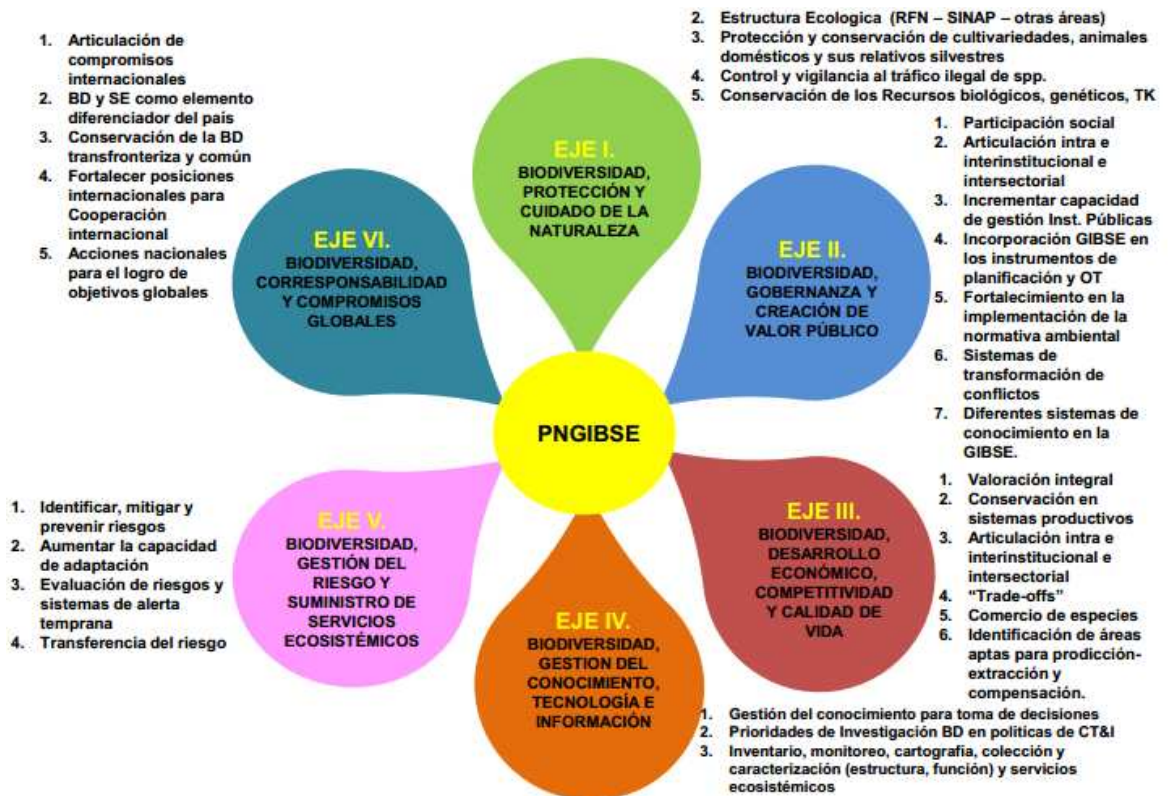 2. Estructura Ecologica (RFN – SINAP – otras áreas)
3. Protección y conservación de cultivariedades, animales
domésticos y sus relativos silvestres
4. Control y vigilancia al tráfico ilegal de spp.
5. Conservación de los Recursos biológicos, genéticos, TK
1. Articulación de
compromisos
internacionales
2. BD y SE como elemento
diferenciador del país
3. Conservación de la BD
transfronteriza y común
4. Fortalecer posiciones
internacionales para
Cooperación
internacional
5. Acciones nacionales
para el logro de
objetivos globales
EJE I.
BIODIVERSIDAD,
PROTECCIÓN Y
CUIDADO DE LA
NATURALEZA
1. Participación social
2. Articulación intra e
interinstitucional e
intersectorial
3. Incrementar capacidad
de gestión Inst. Públicas
4. Incorporación GIBSE en
los instrumentos de
planificación y OT
5. Fortalecimiento en la
implementación de la
normativa ambiental
6. Sistemas de
transformación de
conflictos
7. Diferentes sistemas de
conocimiento en la
GIBSE.
EJE VI.
BIODIVERSIDAD,
CORRESPONSABILIDAD
Y COMPROMISOS
GLOBALES
EJE II.
BIODIVERSIDAD,
GOBERNANZA Y
CREACIÓN DE
VALOR PÚBLICO
PNGIBSE
1. Identificar, mitigar y
prevenir riesgos
2. Aumentar la capacidad
de adaptación
3. Evaluación de riesgos y
sistemas de alerta
temprana
4. Transferencia del riesgo
EJE V.
BIODIVERSIDAD,
GESTIÓN DEL
RIESGO Y
SUMINISTRO DE
SERVICIOS
ECOSISTÉMICOS
EJE III.
BIODIVERSIDAD,
DESARROLLO
ECONÓMICO,
COMPETITIVIDAD
Y CALIDAD DE
VIDA
1. Valoración integral
2. Conservación en
sistemas productivos
3. Articulación intra e
interinstitucional e
intersectorial
4. “Trade-offs”
5. Comercio de especies
6. Identificación de áreas
aptas para prodicción-
extracción y
compensación.
EJE IV.
BIODIVERSIDAD,
GESTION DEL
CONOCIMIENTO,
TECNOLOGÍA E
INFORMACIÓN
1. Gestión del conocimiento para toma de decisiones
2. Prioridades de Investigación BD en políticas de CT&I
3. Inventario, monitoreo, cartografía, colección y
caracterización (estructura, función) y servicios
ecosistémicos